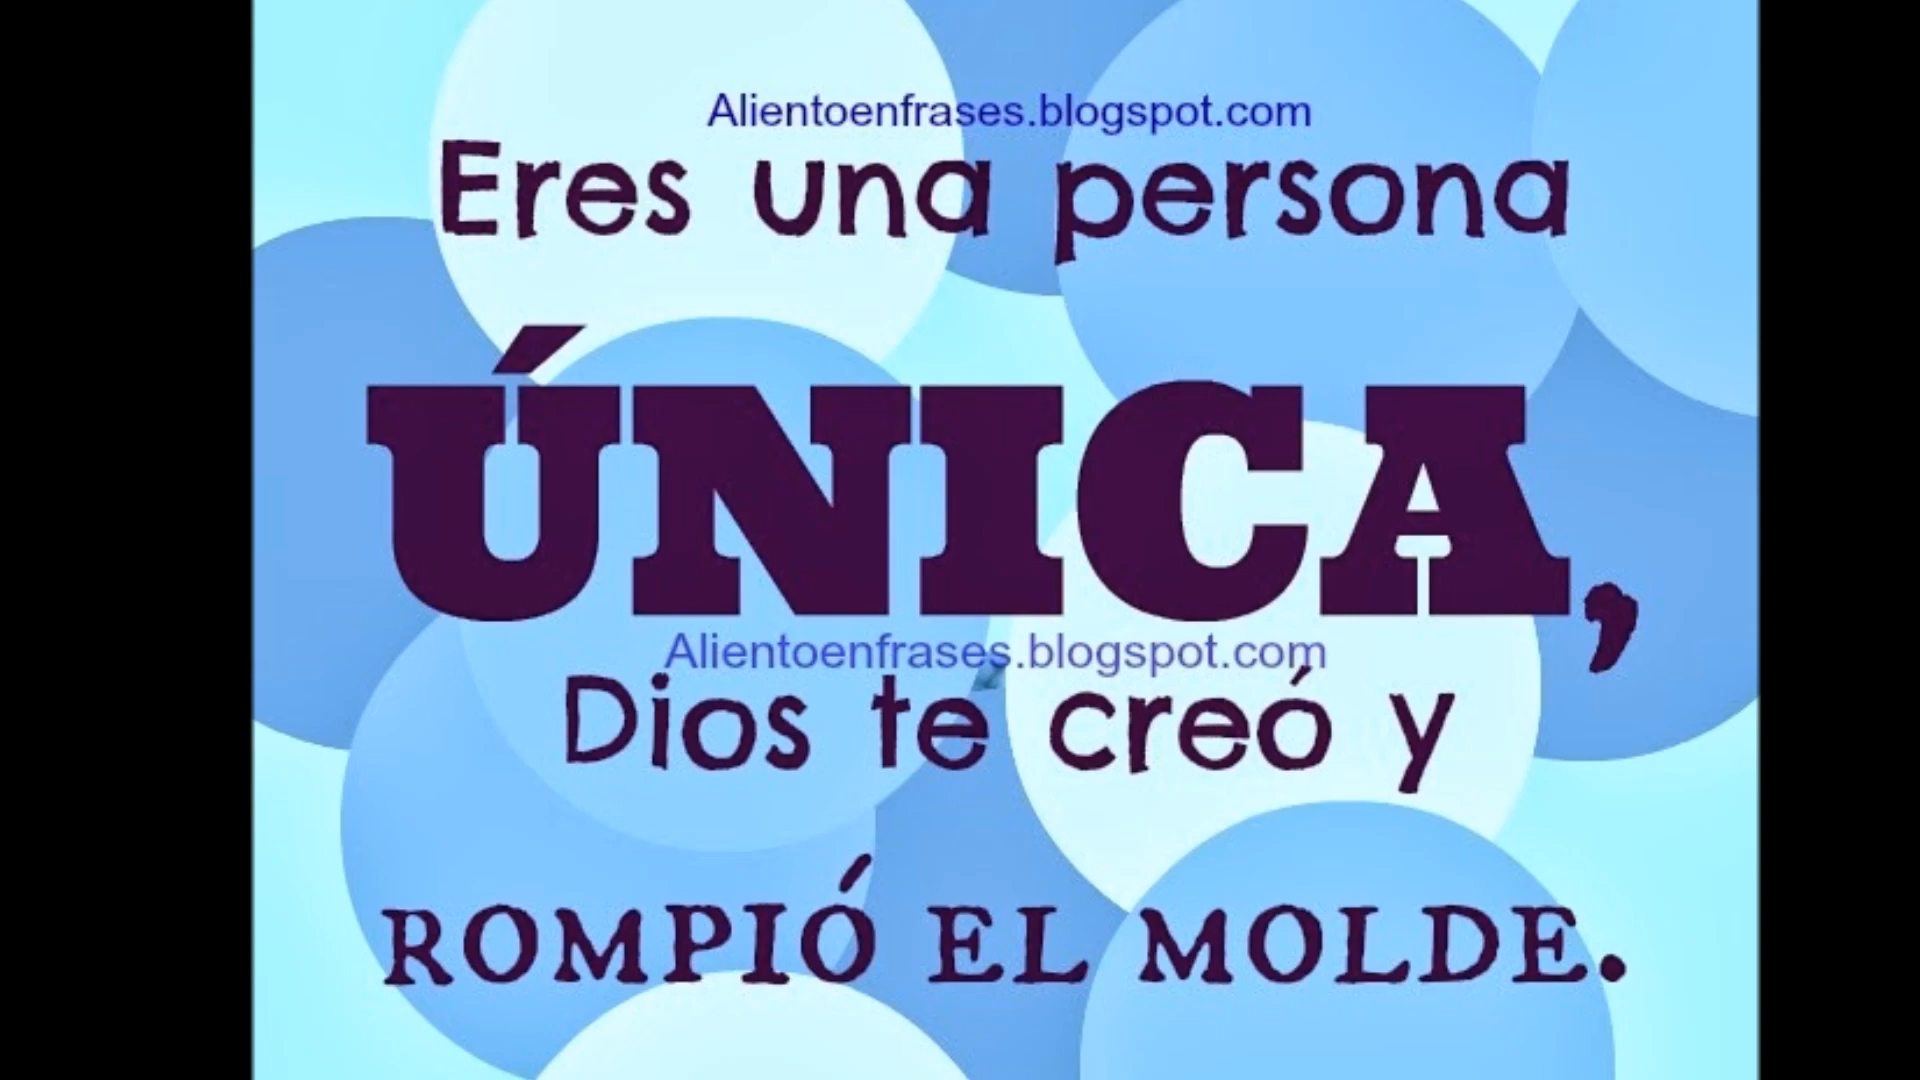 Alientoenfrases.blogspot.com
Eres una persona
ÚNICA,
Alientoenfrases.blogspot.com
Dios te creó y
ROMPIÓ EL MOLDE.